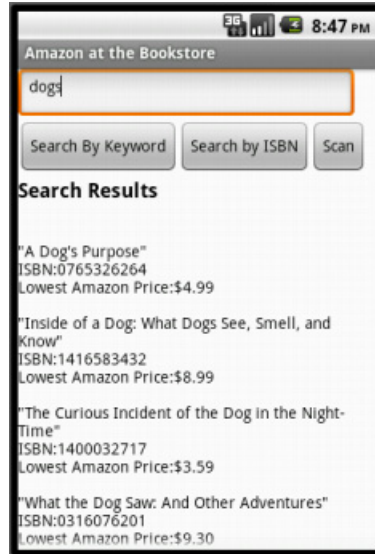 3G 8:47 PM
Amazon at the Bookstore
dogs
Search By Keyword Search by ISBN Scan
Search Results
"A Dog's Purpose"
ISBN:0765326264
Lowest Amazon Price:$4.99
"Inside of a Dog: What Dogs See, Smell, and
Know"
ISBN:1416583432
Lowest Amazon Price:$8.99
"The Curious Incident of the Dog in the Night-
Time"
ISBN:1400032717
Lowest Amazon Price:$3.59
"What the Dog Saw: And Other Adventures"
ISBN:0316076201
Lowest Amazon Price:$9.30